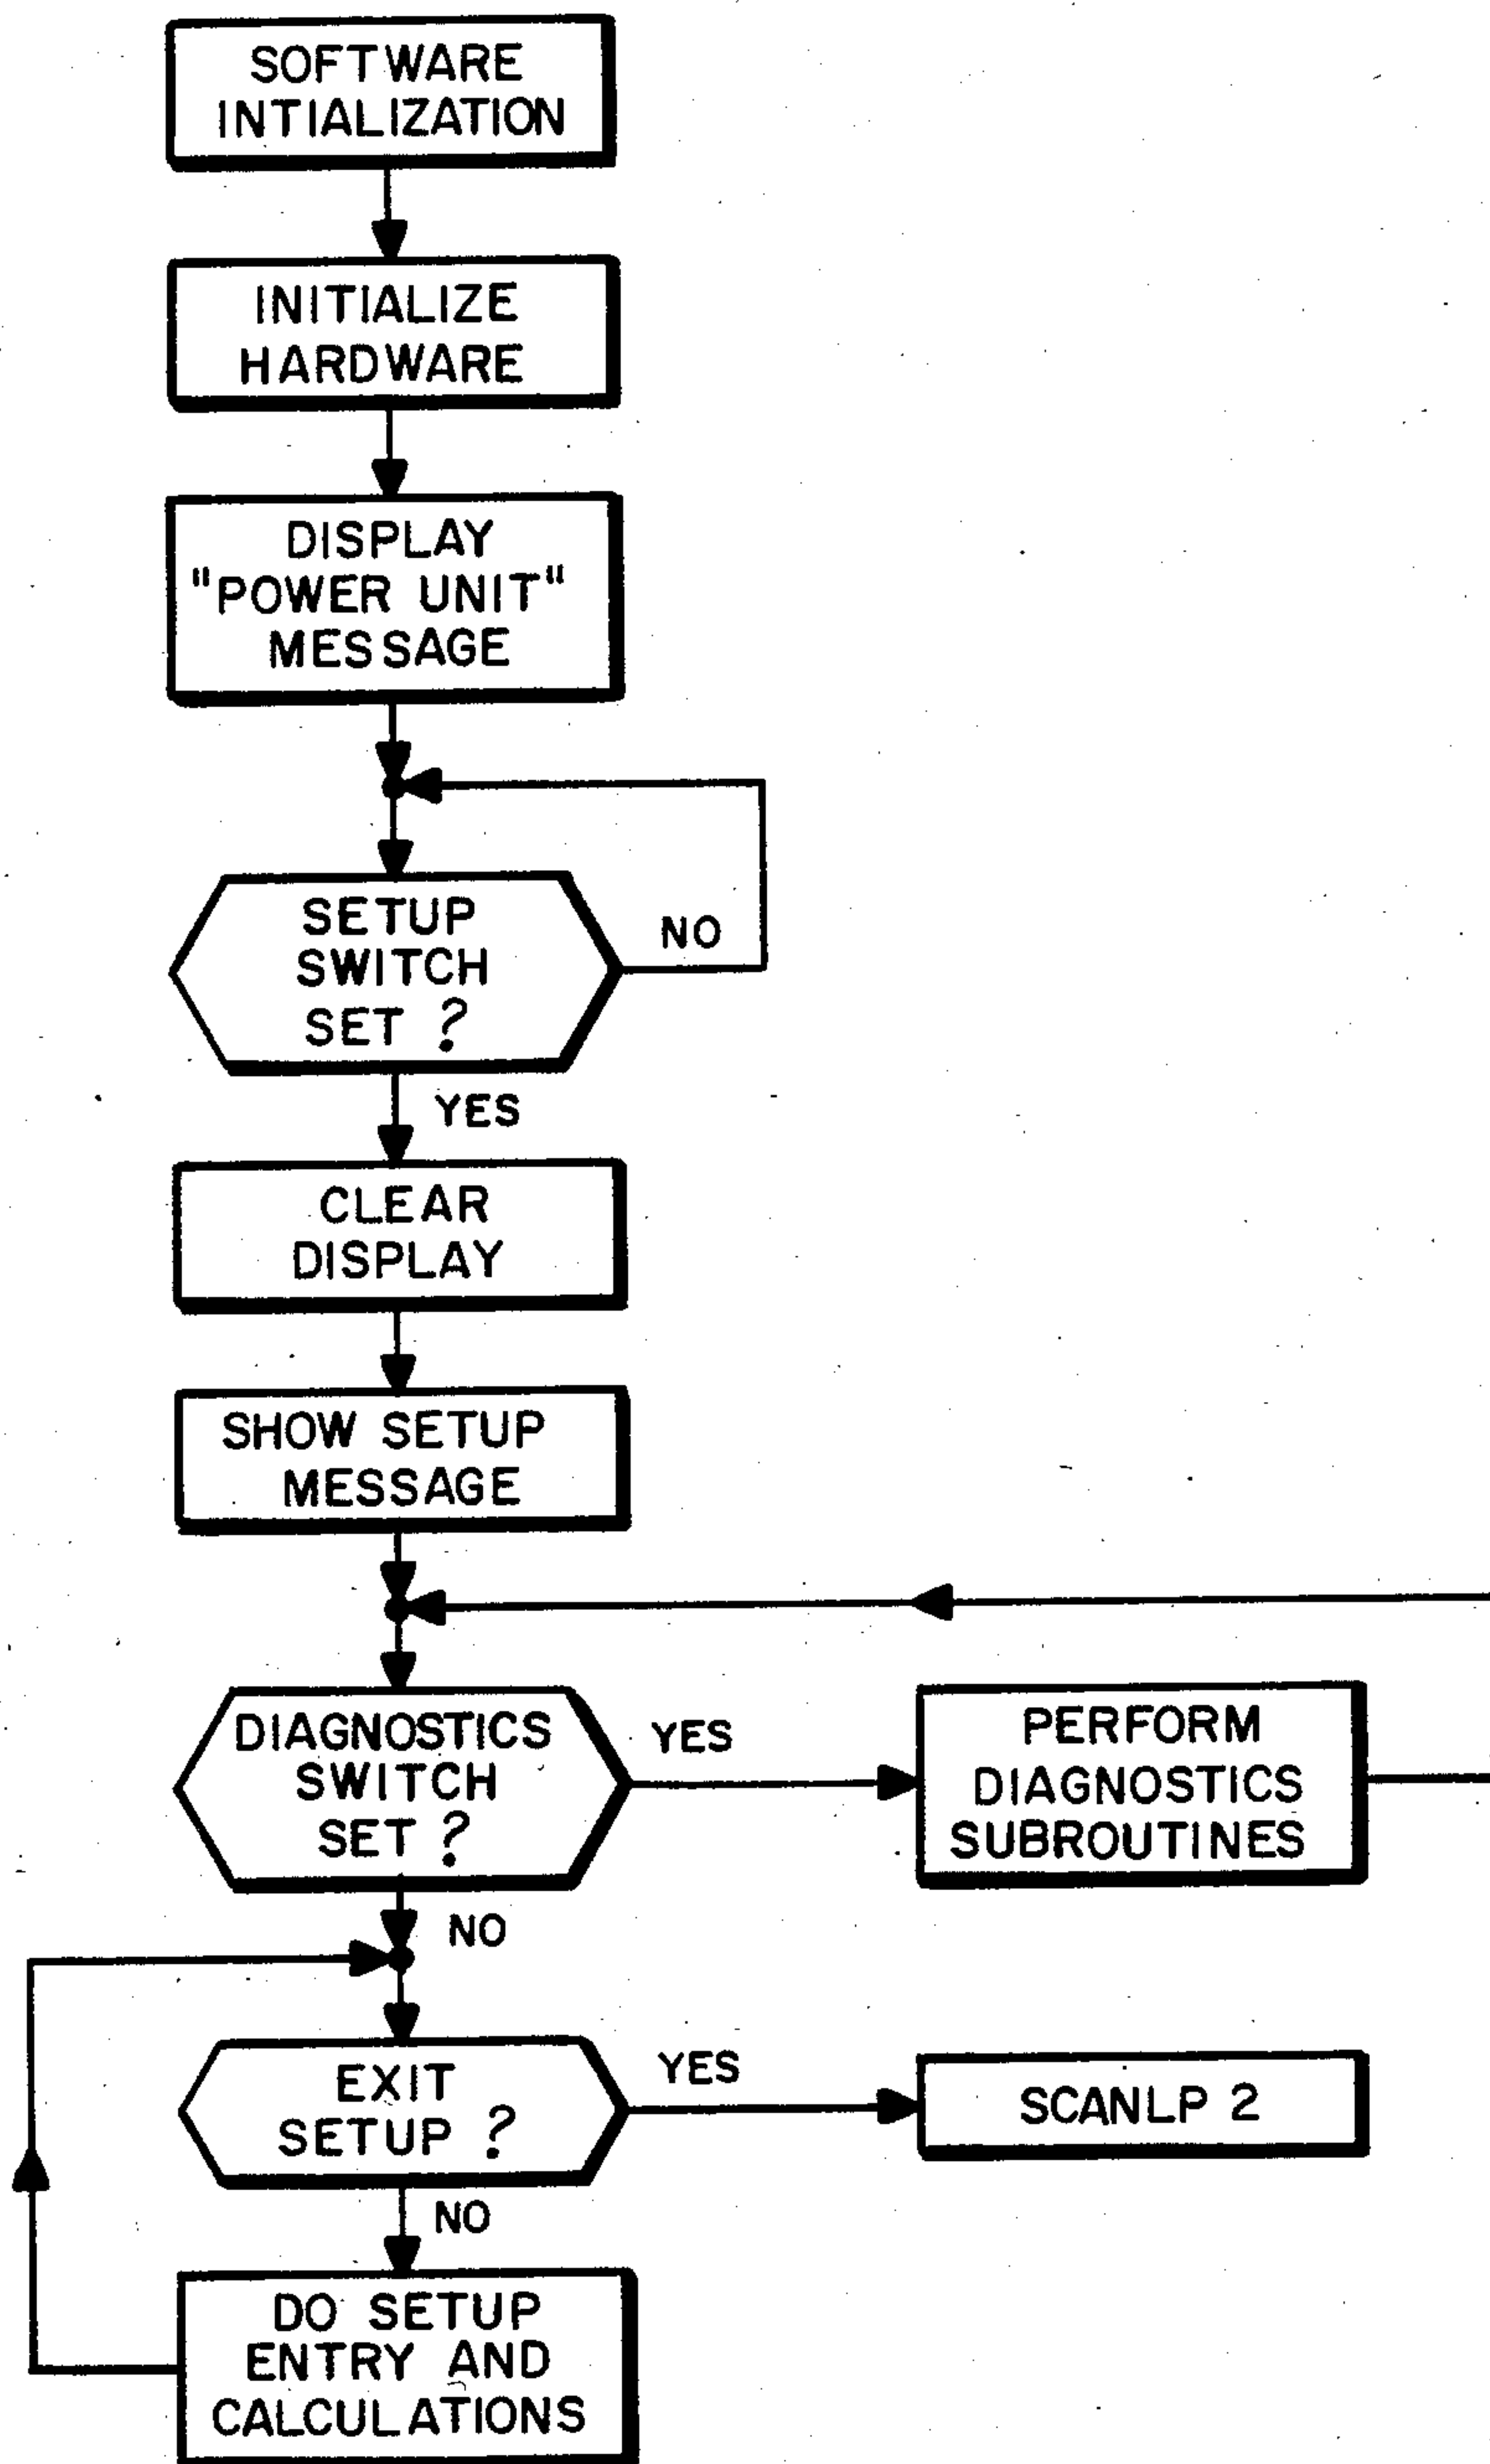 SOFTWARE
INTIALIZATION
INITIALIZE
HARDWARE
DISPLAY
"POWER UNIT"
MESSAGE
SETUP
SWITCH
SET ?
NO
YES
CLEAR
DISPLAY
SHOW SETUP
MESSAGE
DIAGNOSTICS
SWITCH
SET ?
YES
PERFORM
DIAGNOSTICS
SUBROUTINES
NO
EXIT
SETUP ?
YES
SCANLP 2
NO
DO SETUP
ENTRY AND
CALCULATIONS